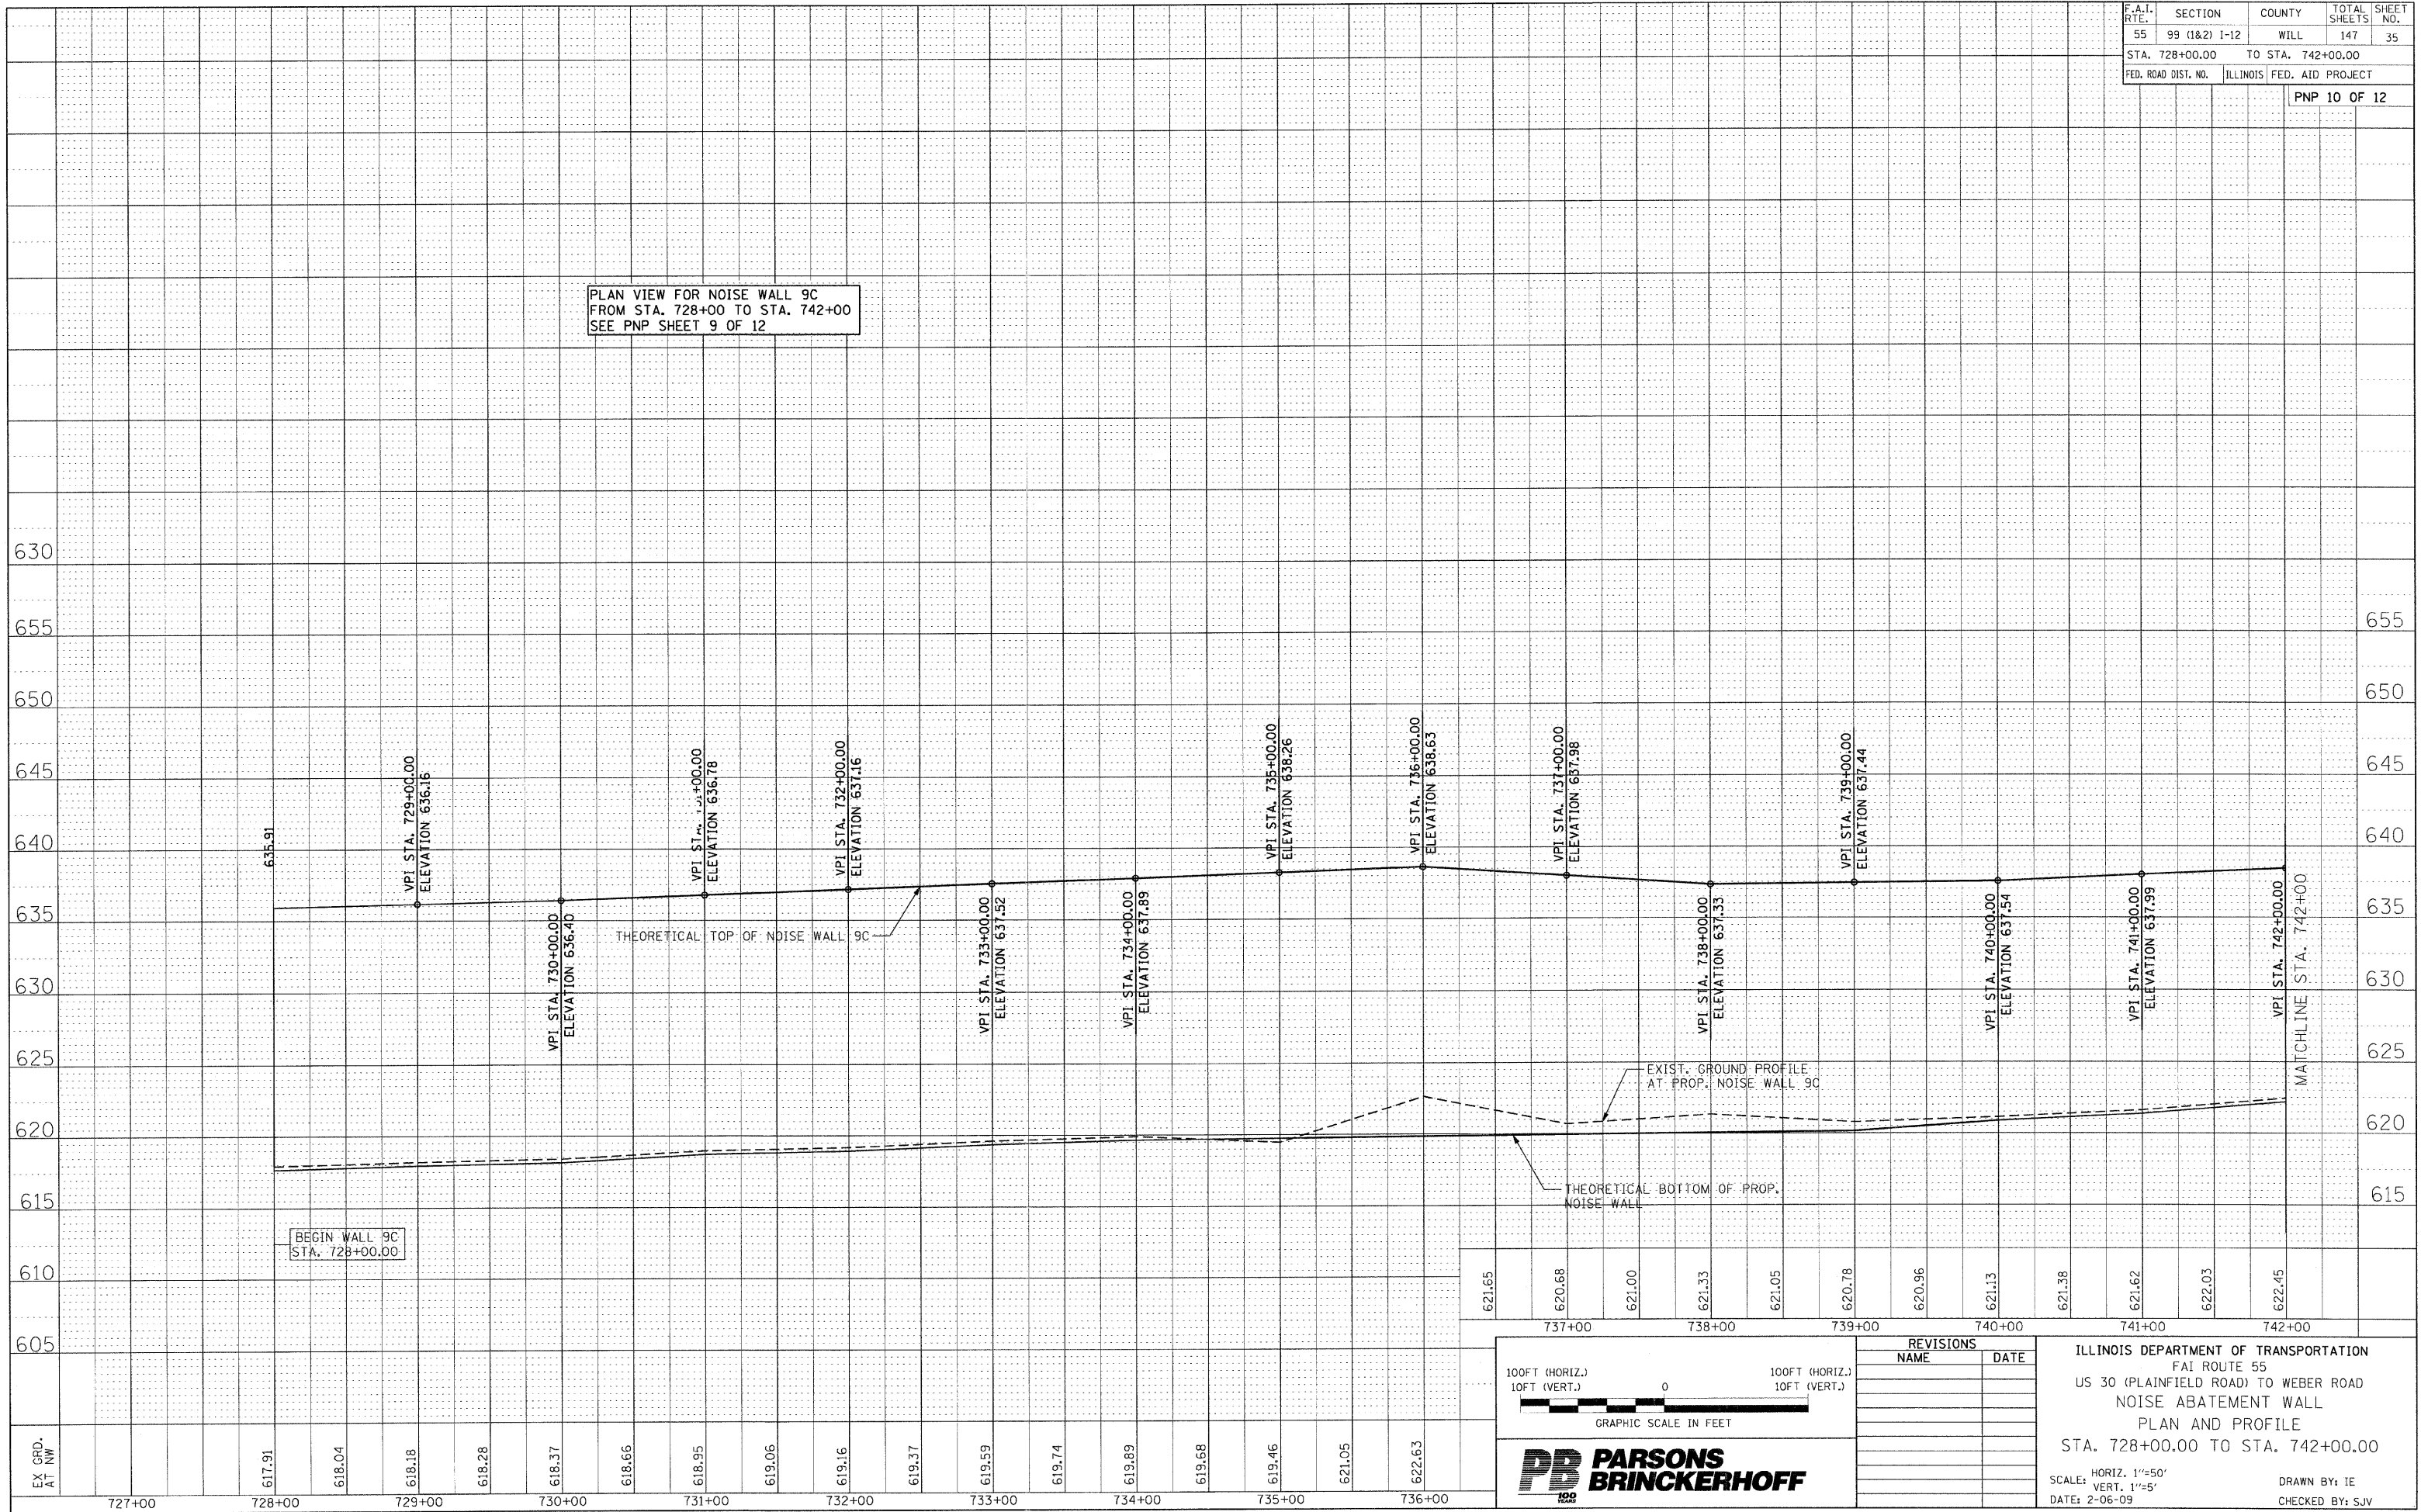 F.A.I. RTE. SECTION COUNTY TOTAL SHEETS SHEET NO.
55 99 (1&2) I-12 WILL 147 35
STA. 728+00.00 TO STA. 742+00.00
FED. ROAD DIST. NO. ILLINOIS FED. AID PROJECT
PNP 10 OF 12
PLAN VIEW FOR NOISE WALL 9C
FROM STA. 728+00 TO STA. 742+00
SEE PNP SHEET 9 OF 12
630
655
650
645
640
635
630
625
620
615
610
605
655
650
645
640
635
630
625
620
615
635.91
VPI STA. 729+00.00
ELEVATION 636.16
VPI STA. 730+00.00
ELEVATION 636.40
VPI STA. +00.00
ELEVATION 636.78
VPI STA. 732+00.00
ELEVATION 637.16
VPI STA. 733+00.00
ELEVATION 637.52
VPI STA. 734+00.00
ELEVATION 637.89
VPI STA. 735+00.00
ELEVATION 638.26
VPI STA. 736+00.00
ELEVATION 638.63
VPI STA. 737+00.00
ELEVATION 637.98
VPI STA. 738+00.00
ELEVATION 637.33
VPI STA. 739+00.00
ELEVATION 637.44
VPI STA. 740+00.00
ELEVATION 637.54
VPI STA. 741+00.00
ELEVATION 637.99
VPI STA. 742+00.00
MATCHLINE STA. 742+00
THEORETICAL TOP OF NOISE WALL 9C
EXIST. GROUND PROFILE
AT PROP. NOISE WALL 9C
THEORETICAL BOTTOM OF PROP.
NOISE WALL
BEGIN WALL 9C
STA. 728+00.00
621.65 620.68 621.00 621.33 621.05 620.78 620.96 621.13 621.38 621.62 622.03 622.45
737+00 738+00 739+00 740+00 741+00 742+00
EX GRD.
AT NW
617.91 618.04 618.18 618.28 618.37 618.66 618.95 619.06 619.16 619.37 619.59 619.74 619.89 619.68 619.46 621.05 622.63
727+00 728+00 729+00 730+00 731+00 732+00 733+00 734+00 735+00 736+00
100FT (HORIZ.) 100FT (HORIZ.)
10FT (VERT.) 0 10FT (VERT.)
GRAPHIC SCALE IN FEET
PB PARSONS
BRINCKERHOFF
100
YEARS
REVISIONS
NAME DATE
ILLINOIS DEPARTMENT OF TRANSPORTATION
FAI ROUTE 55
US 30 (PLAINFIELD ROAD) TO WEBER ROAD
NOISE ABATEMENT WALL
PLAN AND PROFILE
STA. 728+00.00 TO STA. 742+00.00
SCALE: HORIZ. 1"=50'
VERT. 1"=5'
DATE: 2-06-09
DRAWN BY: IE
CHECKED BY: SJV